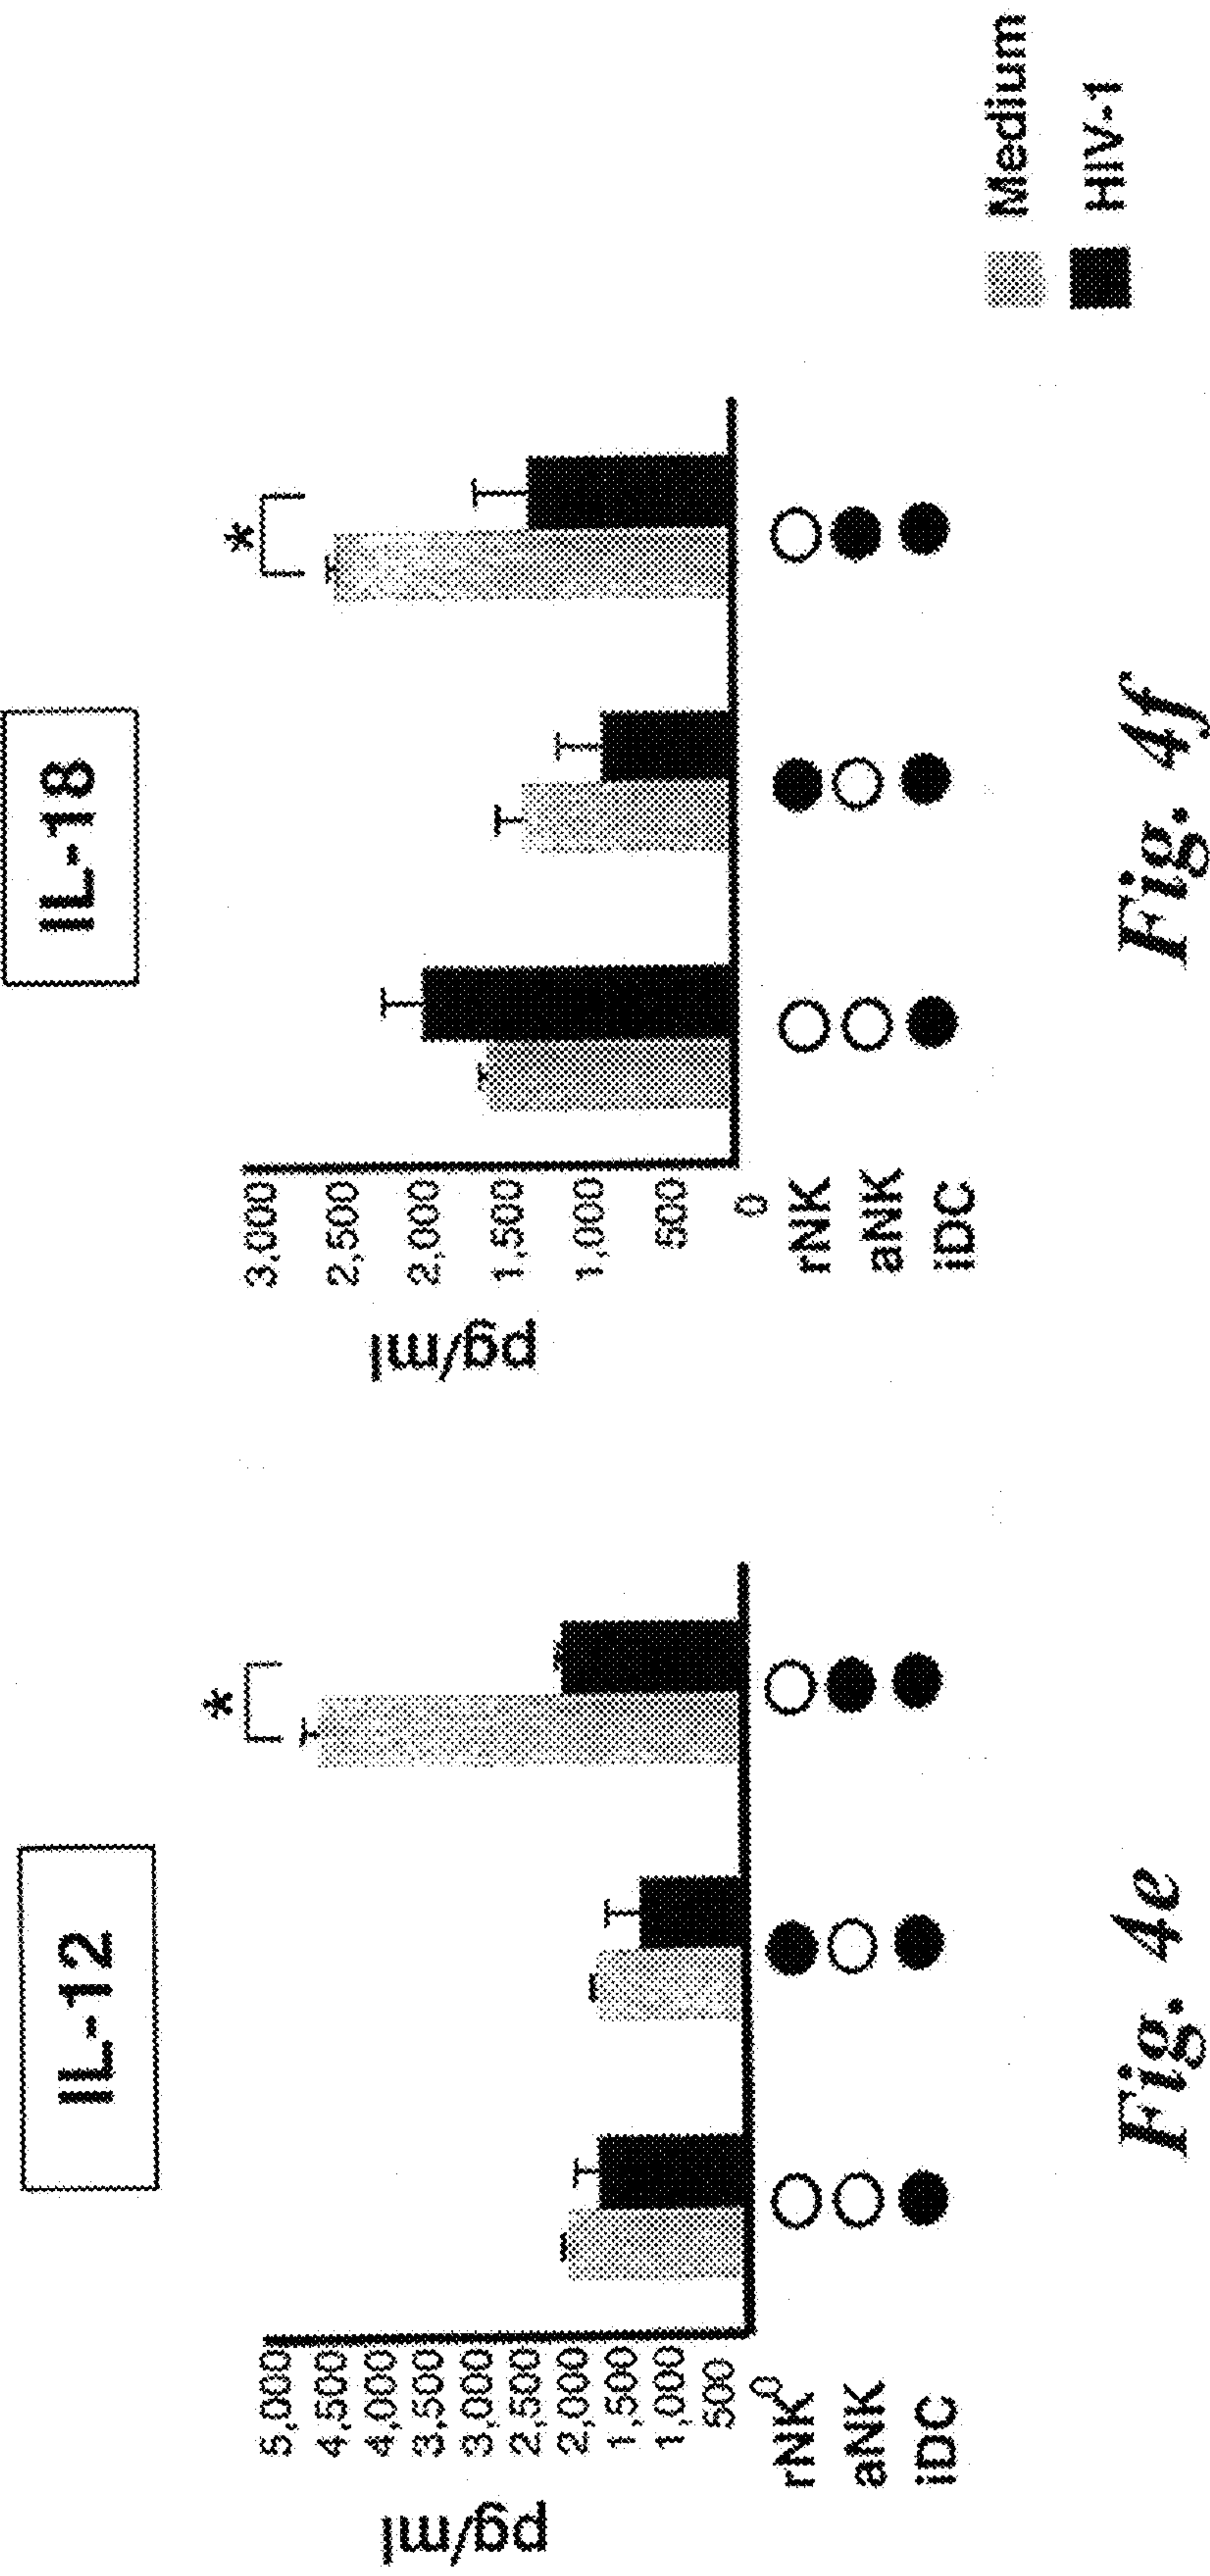 IL-12
*
pg/ml
5,000
4,500
4,000
3,500
3,000
2,500
2,000
1,500
1,000
500
0
rNK
aNK
iDC
Fig. 4e
IL-18
*
pg/ml
3,000
2,500
2,000
1,500
1,000
500
0
rNK
aNK
iDC
Medium
HIV-1
Fig. 4f